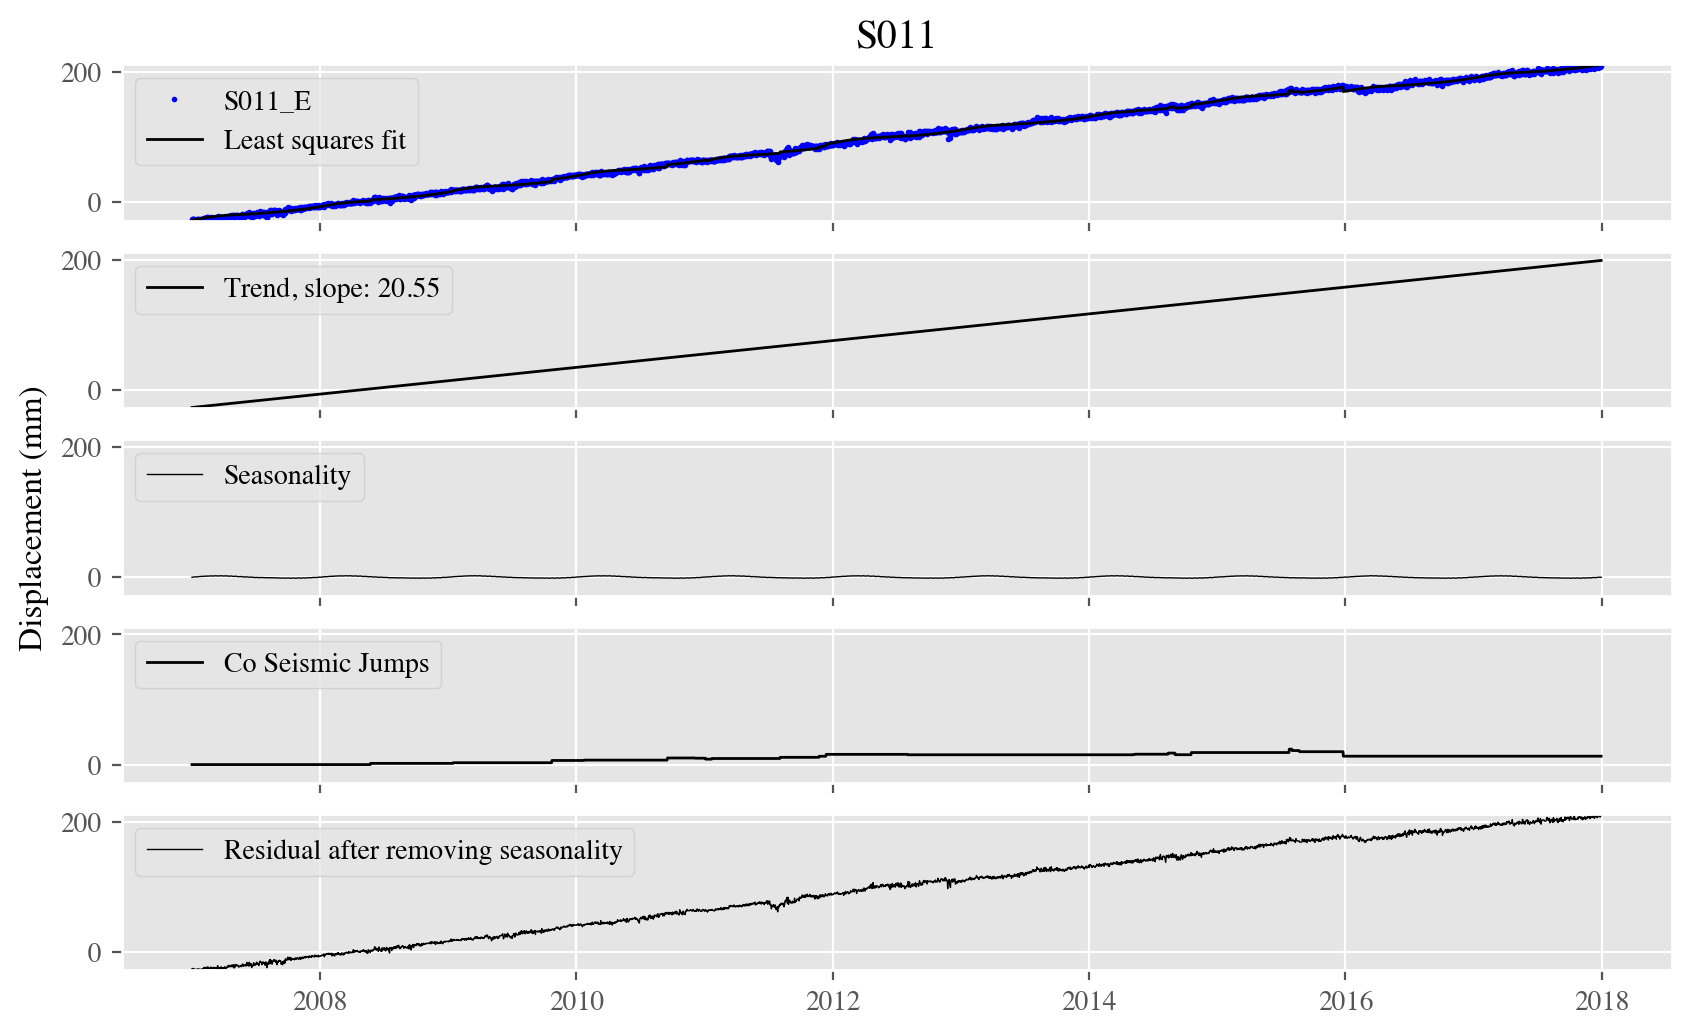 S011
Displacement (mm)
200
0
S011_E
Least squares fit
200
0
Trend, slope: 20.55
200
0
Seasonality
200
0
Co Seismic Jumps
200
0
Residual after removing seasonality
2008 2010 2012 2014 2016 2018